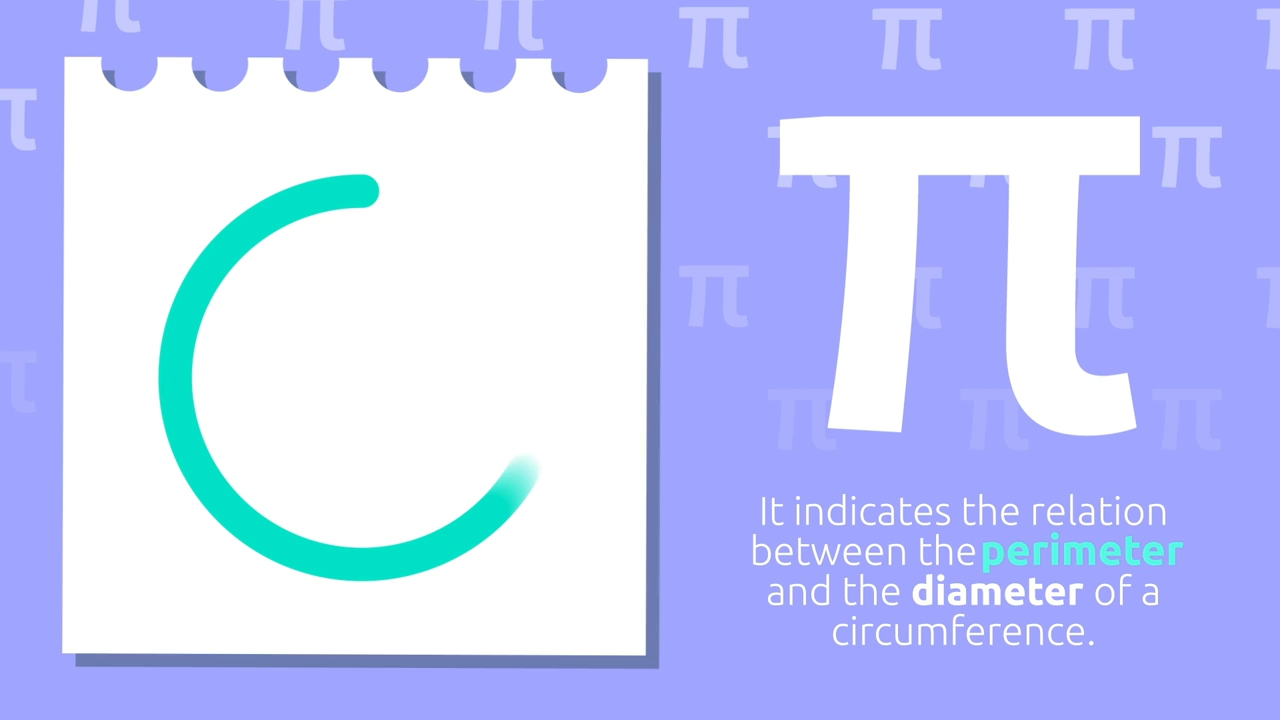 π
It indicates the relation
between the perimeter
and the diameter of a
circumference.